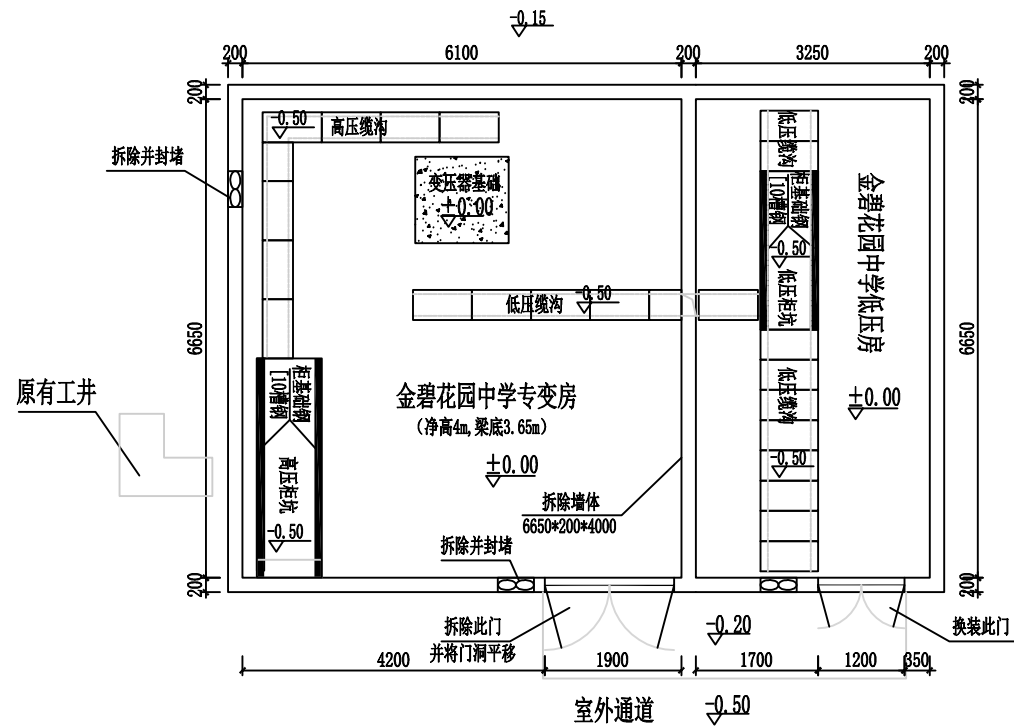 -0.15
200
6100
200
3250
200
200
200
-0.50
高压缆沟
低压缆沟
拆除并封堵
变压器基础
±0.00
柜基础钢
[10槽钢
金碧花园中学低压房
-0.50
低压缆沟
-0.50
低压柜坑
6650
6650
原有工井
柜基础钢
[10槽钢
金碧花园中学专变房
(净高4m,梁底3.65m)
低压缆沟
±0.00
±0.00
高压柜坑
-0.50
-0.50
拆除墙体
6650*200*4000
拆除并封堵
200
200
拆除此门
并将门洞平移
-0.20
换装此门
4200
1900
1700
1200
350
室外通道
-0.50